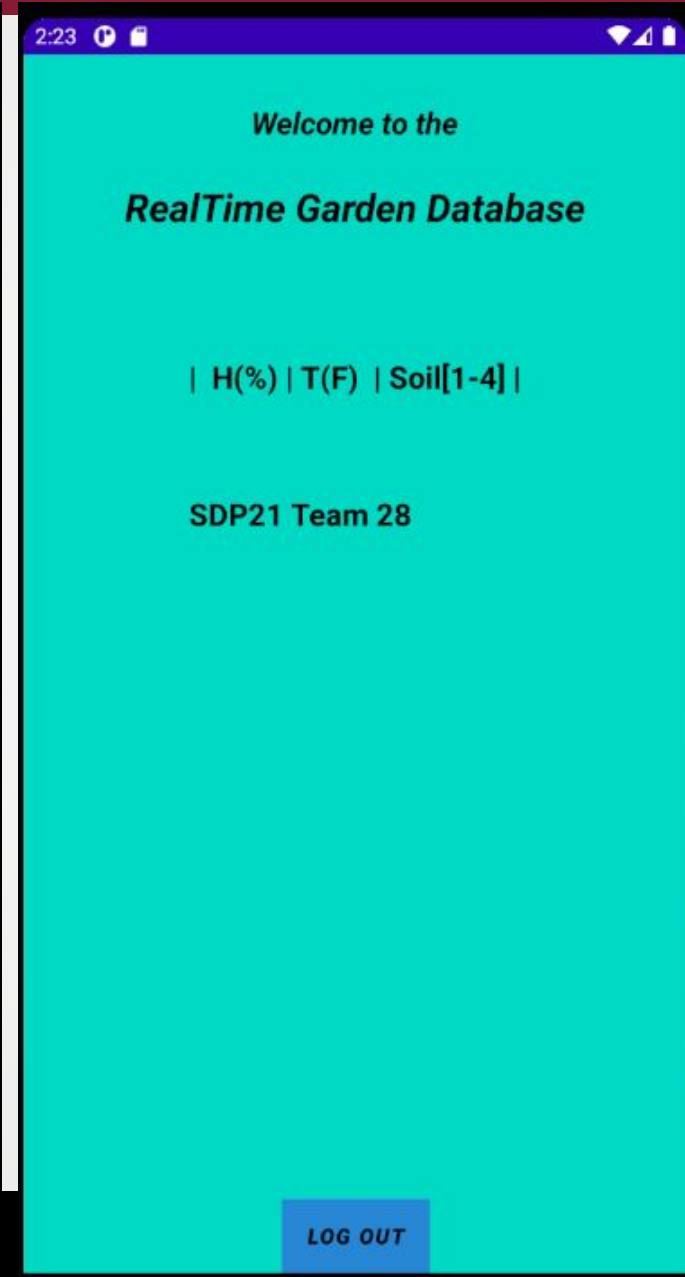 2:23
Welcome to the
RealTime Garden Database
| H(%) | T(F) | Soil[1-4] |
SDP21 Team 28
LOG OUT